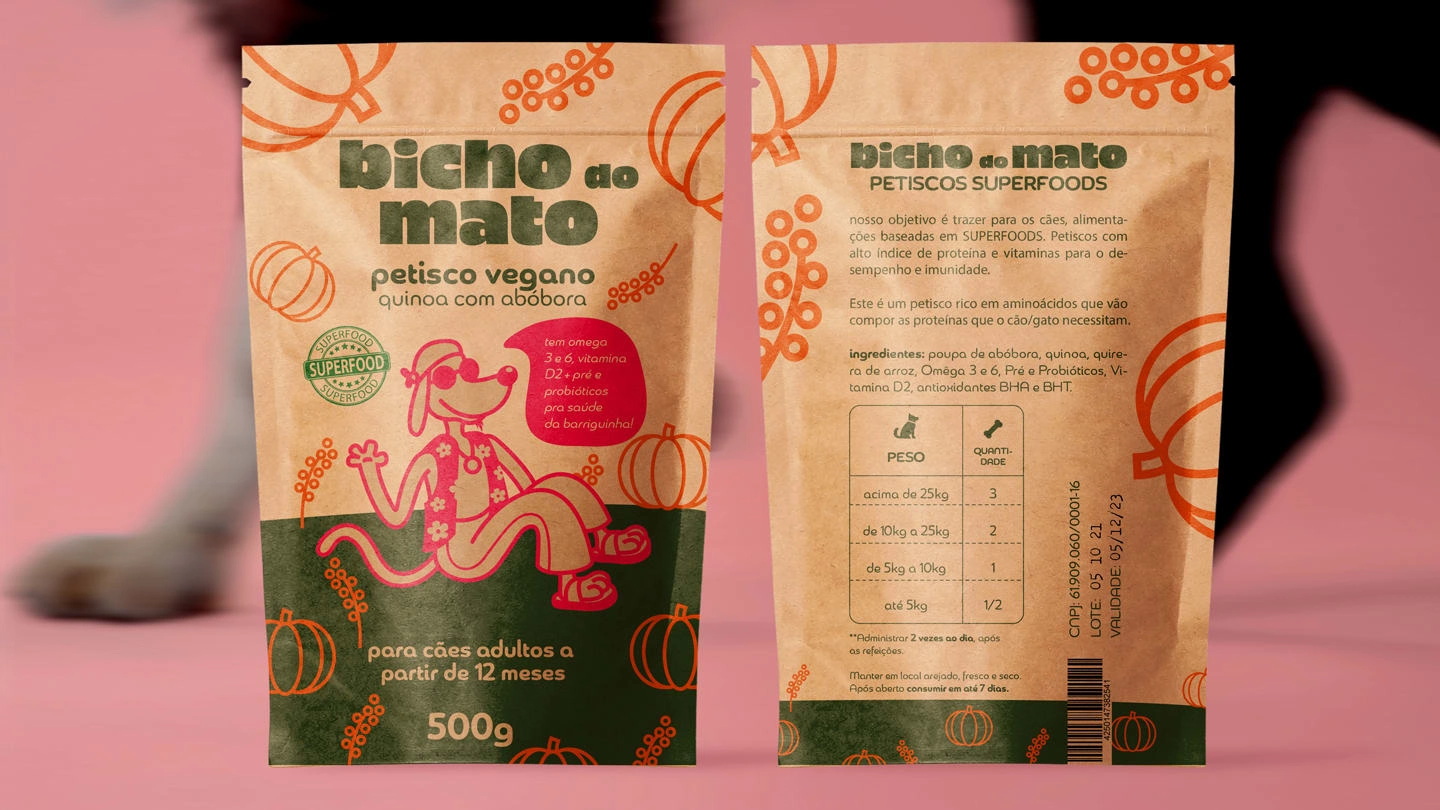 bicho do
mato
petisco vegano
quinoa com abóbora
SUPERFOOD
SUPERFOOD
SUPERFOOD
tem omega
3 e 6, vitamina
D2 + pré e
probióticos
pra saúde
da barriguinha!
para cães adultos a
partir de 12 meses
500g
bicho do mato
PETISCOS SUPERFOODS
nosso objetivo é trazer para os cães, alimenta-
ções baseadas em SUPERFOODS. Petiscos com
alto índice de proteína e vitaminas para o de-
sempenho e imunidade.
Este é um petisco rico em aminoácidos que vão
compor as proteínas que o cão/gato necessitam.
ingredientes: poupa de abóbora, quinoa, quire-
ra de arroz, Omêga 3 e 6, Pré e Probióticos, Vi-
tamina D2, antioxidantes BHA e BHT.
PESO
QUANTI-
DADE
acima de 25kg 3
de 10kg a 25kg 2
de 5kg a 10kg 1
até 5kg 1/2
**Administrar 2 vezes ao dia, após
as refeições.
Manter em local arejado, fresco e seco.
Após aberto consumir em até 7 dias.
CNPJ: 61.909.060/0001-16
LOTE: 05 10 21
VALIDADE: 05/12/23
4250147382541